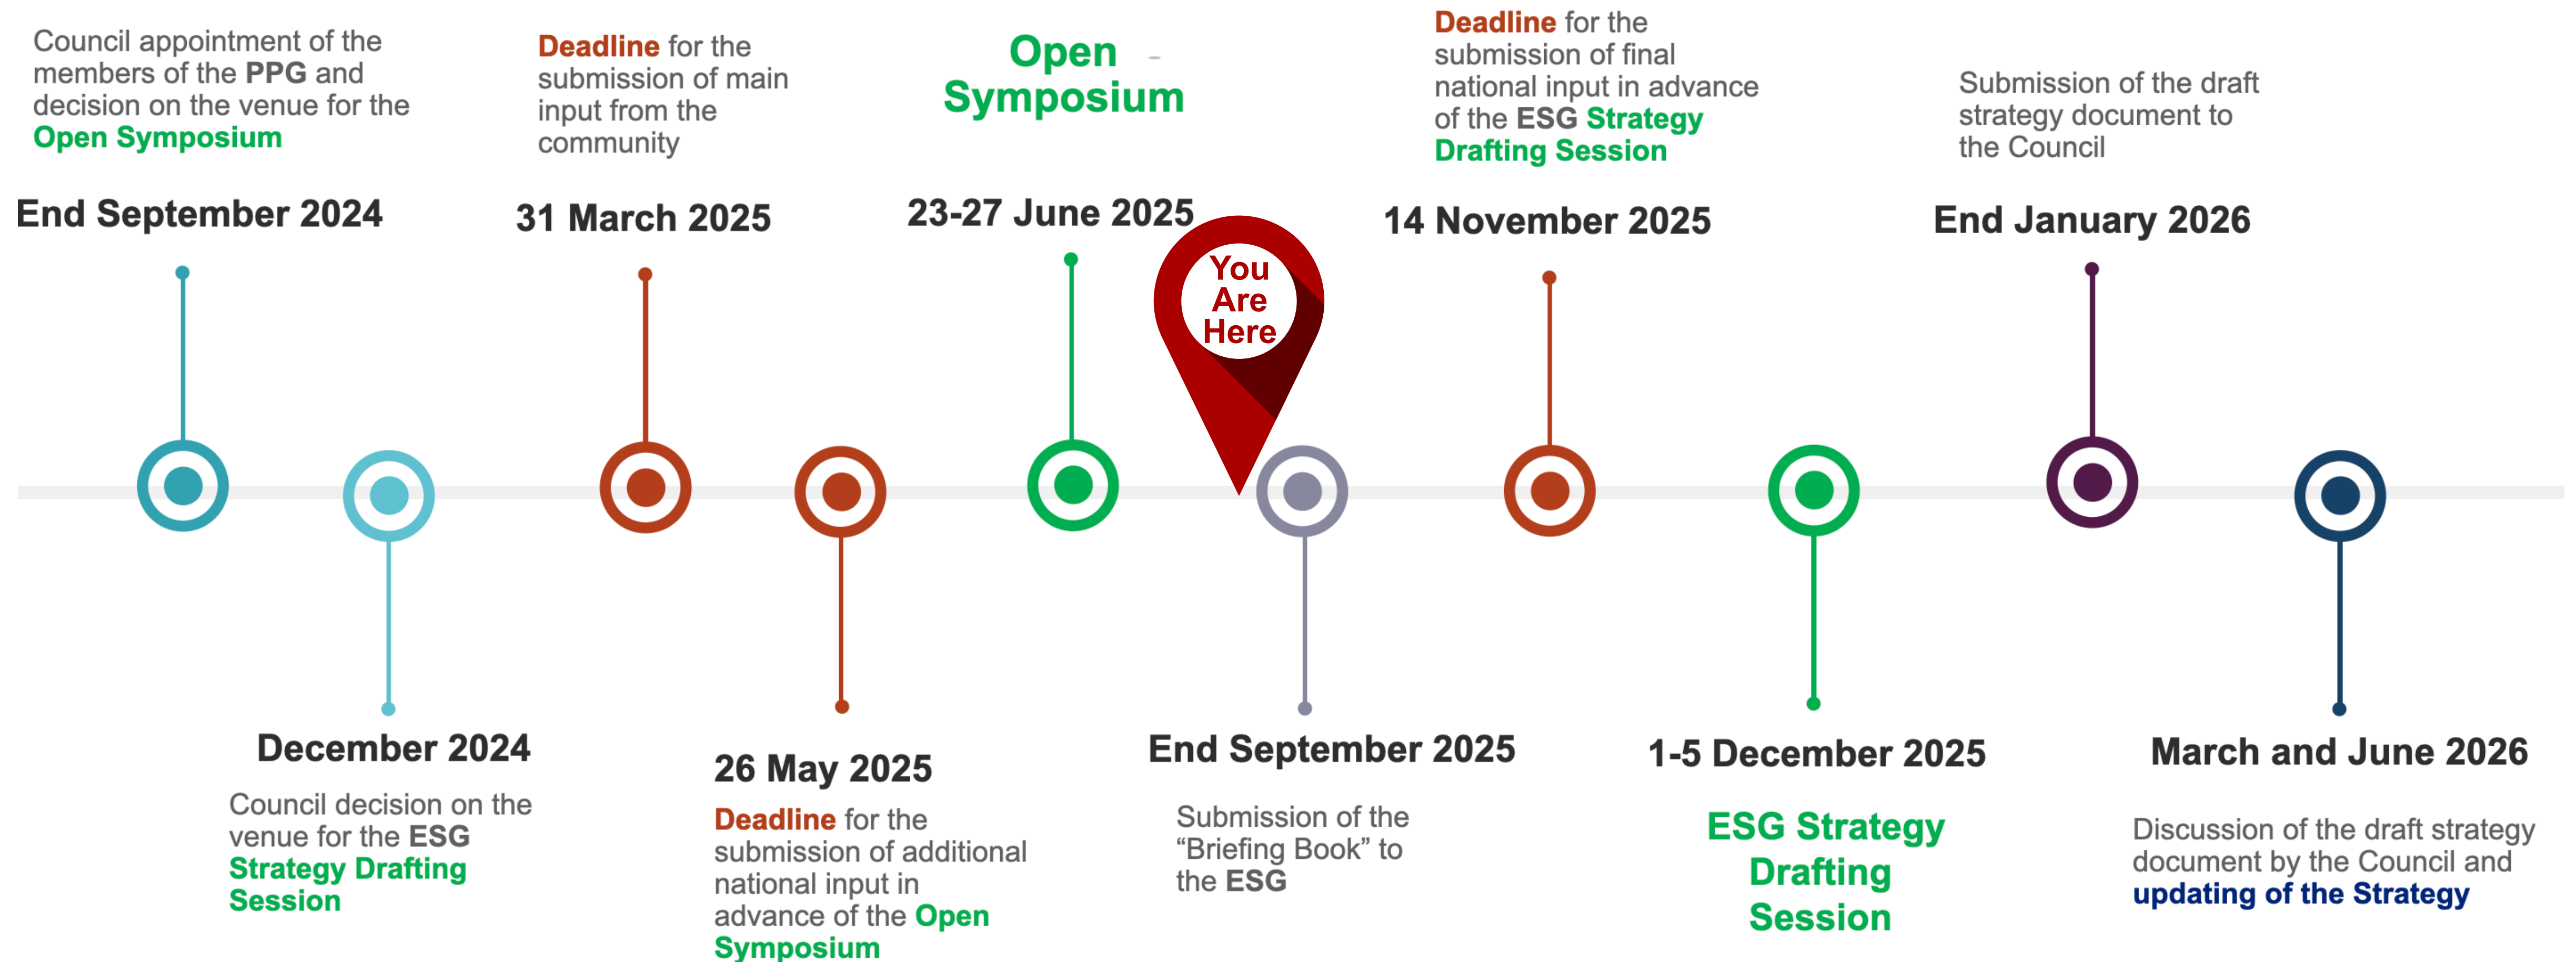 Council appointment of the
members of the PPG and
decision on the venue for the
Open Symposium
End September 2024
December 2024
Council decision on the
venue for the ESG
Strategy Drafting
Session
Deadline for the
submission of main
input from the
community
31 March 2025
26 May 2025
Deadline for the
submission of additional
national input in
advance of the Open
Symposium
Open
Symposium
23-27 June 2025
You
Are
Here
End September 2025
Submission of the
“Briefing Book” to
the ESG
Deadline for the
submission of final
national input in advance
of the ESG Strategy
Drafting Session
14 November 2025
1-5 December 2025
ESG Strategy
Drafting
Session
Submission of the draft
strategy document to
the Council
End January 2026
March and June 2026
Discussion of the draft strategy
document by the Council and
updating of the Strategy